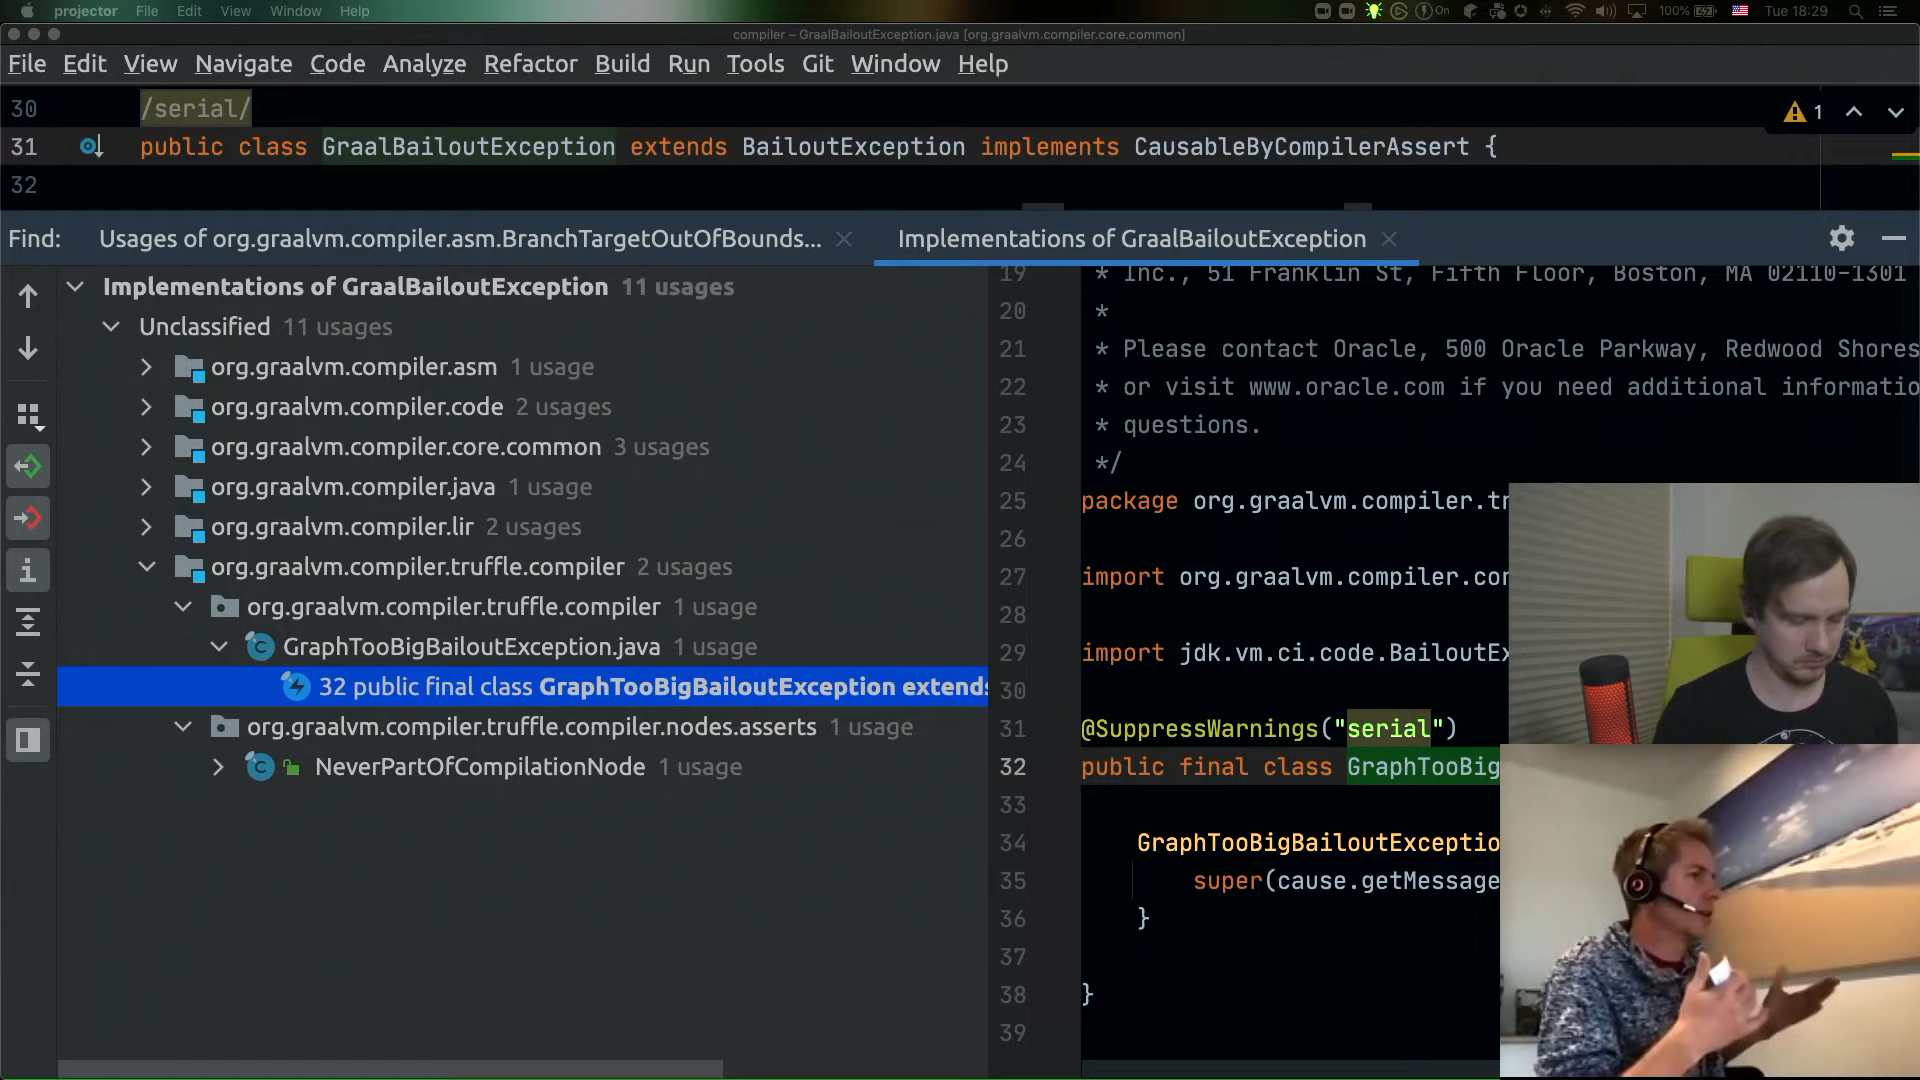 projector File Edit View Window Help On 100% Tue 18:29
compiler – GraalBailoutException.java [org.graalvm.compiler.core.common]
File Edit View Navigate Code Analyze Refactor Build Run Tools Git Window Help
30 /serial/ 1
31 public class GraalBailoutException extends BailoutException implements CausableByCompilerAssert {
32
Find: Usages of org.graalvm.compiler.asm.BranchTargetOutOfBounds... Implementations of GraalBailoutException
Implementations of GraalBailoutException 11 usages
Unclassified 11 usages
org.graalvm.compiler.asm 1 usage
org.graalvm.compiler.code 2 usages
org.graalvm.compiler.core.common 3 usages
org.graalvm.compiler.java 1 usage
org.graalvm.compiler.lir 2 usages
org.graalvm.compiler.truffle.compiler 2 usages
org.graalvm.compiler.truffle.compiler 1 usage
GraphTooBigBailoutException.java 1 usage
32 public final class GraphTooBigBailoutException extends
org.graalvm.compiler.truffle.compiler.nodes.asserts 1 usage
NeverPartOfCompilationNode 1 usage
19 * Inc., 51 Franklin St, Fifth Floor, Boston, MA 02110-1301
20 *
21 * Please contact Oracle, 500 Oracle Parkway, Redwood Shores
22 * or visit www.oracle.com if you need additional informatio
23 * questions.
24 */
25 package org.graalvm.compiler.tr
26
27 import org.graalvm.compiler.cor
28
29 import jdk.vm.ci.code.BailoutEx
30
31 @SuppressWarnings("serial")
32 public final class GraphTooBig
33
34 GraphTooBigBailoutExceptio
35 super(cause.getMessage
36 }
37
38 }
39